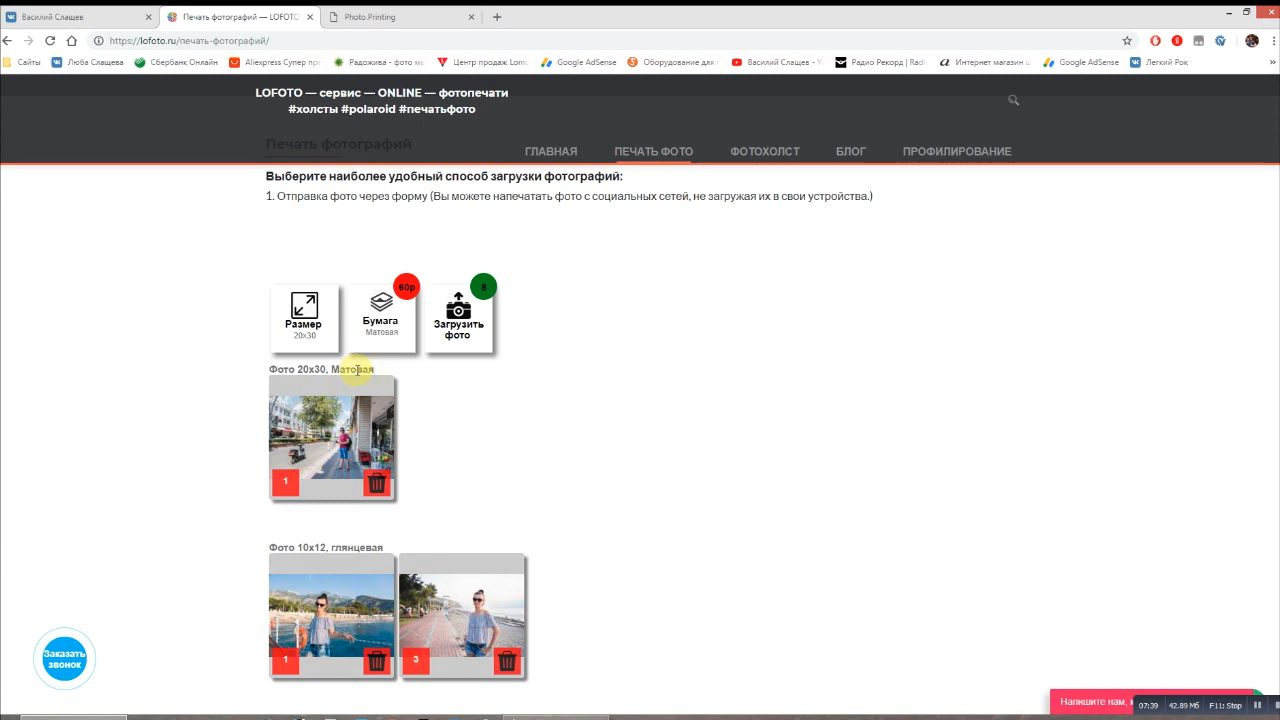 Василий Слащев
Печать фотографий — LOFOTO
Photo.Printing
https://lofoto.ru/печать-фотографий/
Сайты
Люба Слащева
Сбербанк Онлайн
Aliexpress Супер пр
Радожива - фото м
Центр продаж Lom
Google AdSense
Оборудование для
Василий Слащев - Y
Радио Рекорд | Rad
Интернет магазин
Google AdSense
Легкий Рок
LOFOTO — сервис — ONLINE — фотопечати
#холсты #polaroid #печатьфото
Печать фотографий
ГЛАВНАЯ
ПЕЧАТЬ ФОТО
ФОТОХОЛСТ
БЛОГ
ПРОФИЛИРОВАНИЕ
Выберите наиболее удобный способ загрузки фотографий:
1. Отправка фото через форму (Вы можете напечатать фото с социальных сетей, не загружая их в свои устройства.)
60р
8
Размер
20x30
Бумага
Матовая
Загрузить
фото
Фото 20x30, Матовая
1
Фото 10x12, глянцевая
1
3
Заказать
звонок
Напишите нам,
07:39
42.89 Мб
F11: Stop